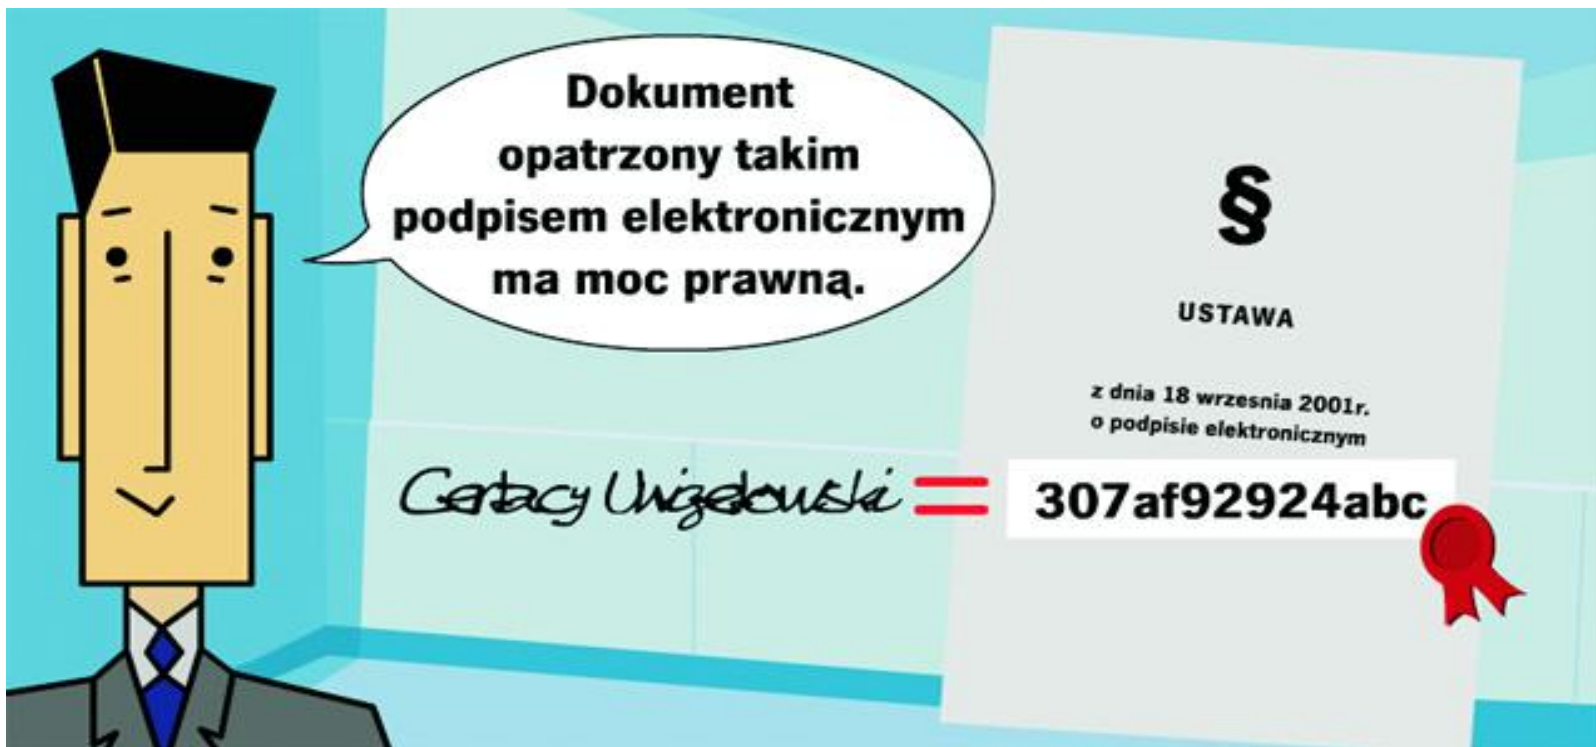 Dokument
opatrzony takim
podpisem elektronicznym
ma moc prawną.
§
USTAWA
z dnia 18 wrzesnia 2001r.
o podpisie elektronicznym
= 307af92924abc